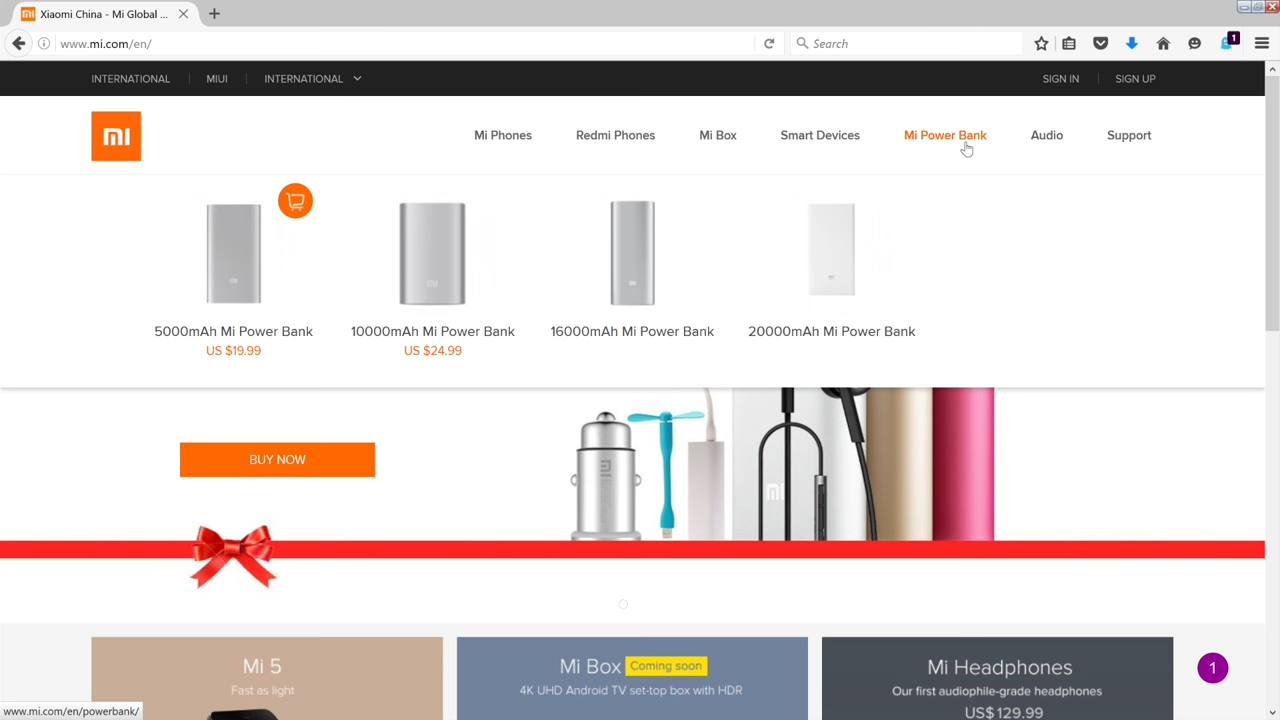 Xiaomi China - Mi Global ...
www.mi.com/en/
Search
1
INTERNATIONAL
MIUI
INTERNATIONAL
SIGN IN
SIGN UP
MI
Mi Phones
Redmi Phones
Mi Box
Smart Devices
Mi Power Bank
Audio
Support
5000mAh Mi Power Bank
US $19.99
10000mAh Mi Power Bank
US $24.99
16000mAh Mi Power Bank
20000mAh Mi Power Bank
BUY NOW
MI
Mi 5
Fast as light
Mi Box Coming soon
4K UHD Android TV set-top box with HDR
Mi Headphones
Our first audiophile-grade headphones
US$129.99
1
www.mi.com/en/powerbank/